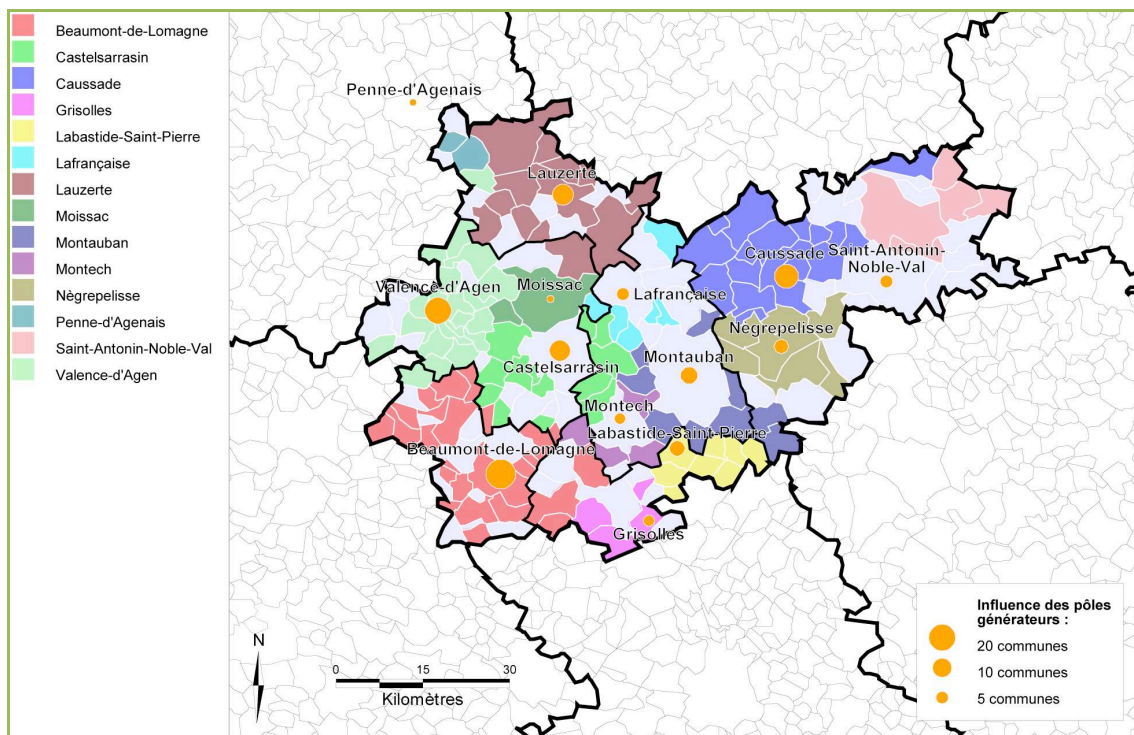 Beaumont-de-Lomagne
Castelsarrasin
Caussade
Grisolles
Labastide-Saint-Pierre
Lafrançaise
Lauzerte
Moissac
Montauban
Montech
Nègrepelisse
Penne-d'Agenais
Saint-Antonin-Noble-Val
Valence-d'Agen
Penne-d'Agenais
Lauzerte
Caussade
Saint-Antonin-
Noble-Val
Valence-d'Agen
Moissac
Lafrançaise
Nègrepelisse
Castelsarrasin
Montauban
Montech
Labastide-Saint-Pierre
Beaumont-de-Lomagne
Grisolles
N
0 15 30
Kilomètres
Influence des pôles
générateurs :
20 communes
10 communes
5 communes